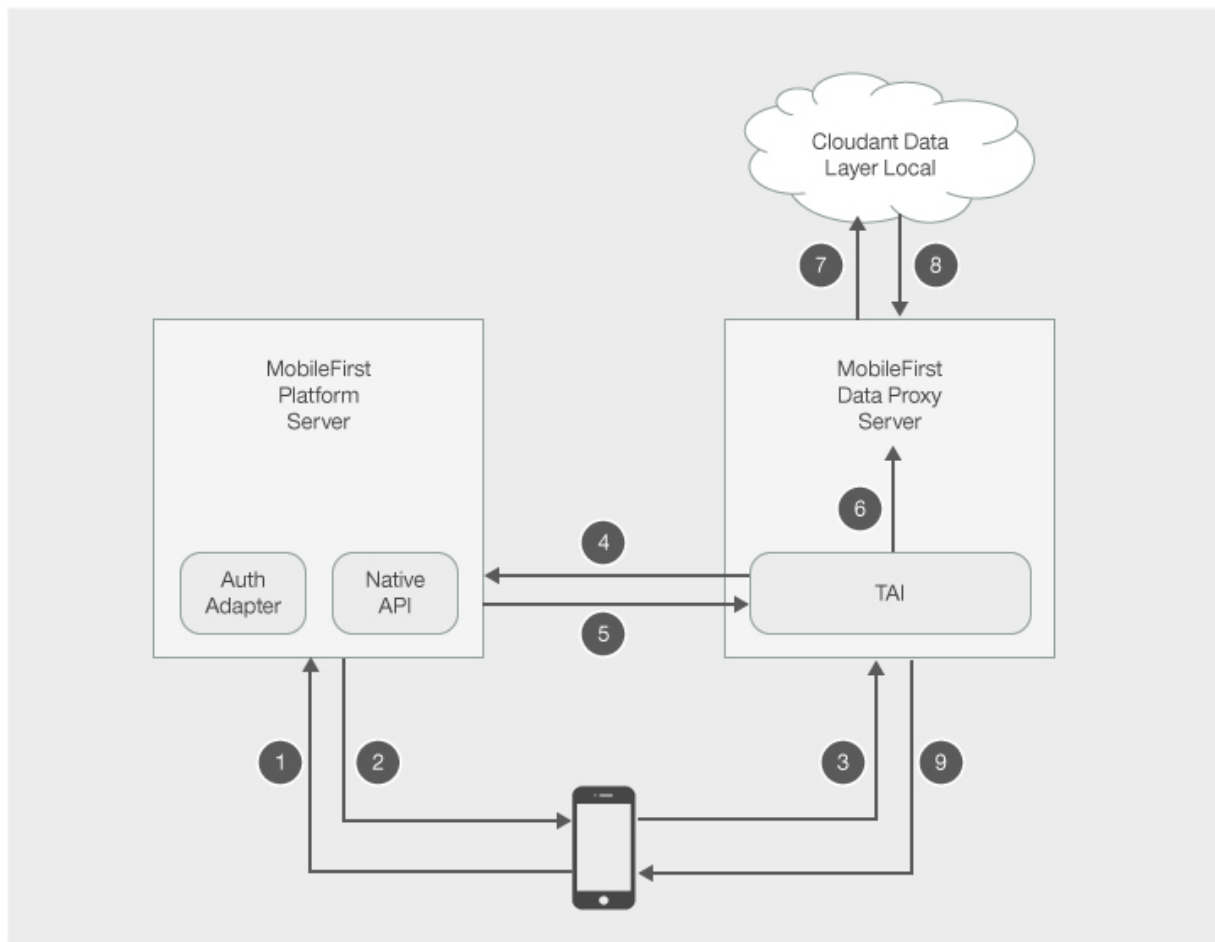 Cloudant Data
Layer Local
7
8
MobileFirst
Platform
Server
MobileFirst
Data Proxy
Server
6
4
Auth
Adapter
Native
API
TAI
5
1
2
3
9